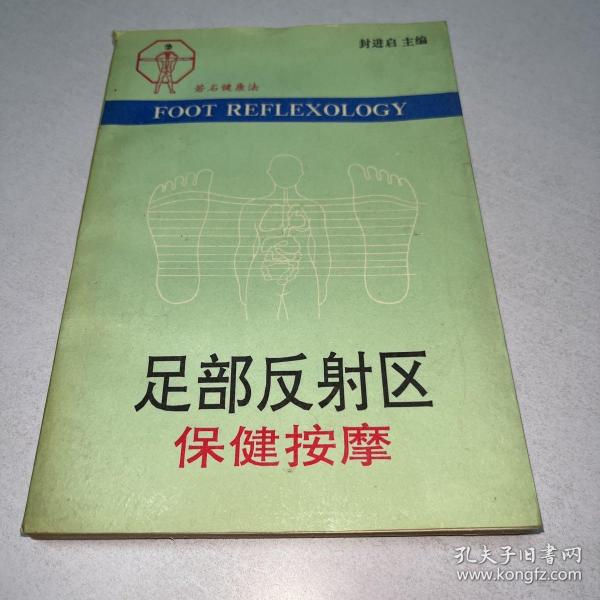 封进启 主编
若石健康法
FOOT REFLEXOLOGY
足部反射区
保健按摩
孔夫子旧书网
www.kongfz.com